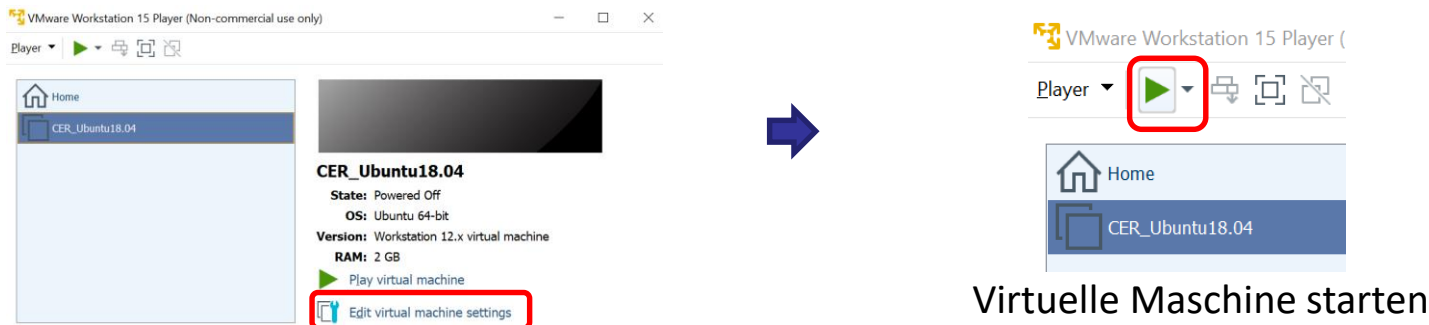 VMware Workstation 15 Player (Non-commercial use only)
Player
Home
CER_Ubuntu18.04
CER_Ubuntu18.04
State: Powered Off
OS: Ubuntu 64-bit
Version: Workstation 12.x virtual machine
RAM: 2 GB
Play virtual machine
Edit virtual machine settings
VMware Workstation 15 Player (
Player
Home
CER_Ubuntu18.04
Virtuelle Maschine starten